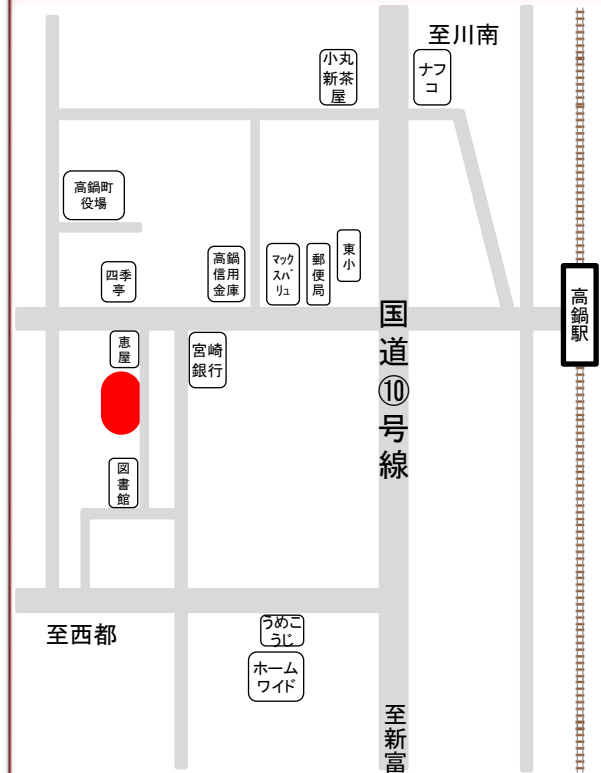 至川南
小丸
新茶
屋
ナフ
コ
高鍋町
役場
四季
亭
高鍋
信用
金庫
マック
スバ
リュ
郵
便
局
東
小
高鍋駅
恵
屋
宮崎
銀行
国道⑩号線
図
書
館
至西都
うめこ
うじ
ホーム
ワイド
至新富